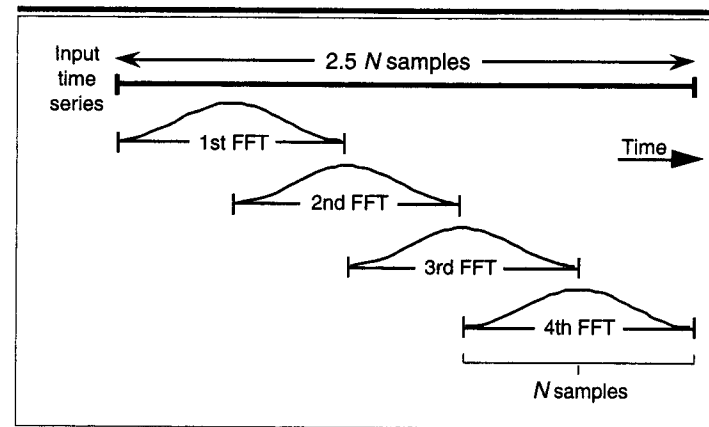 Input
time
series
2.5 N samples
1st FFT
Time
2nd FFT
3rd FFT
4th FFT
N samples